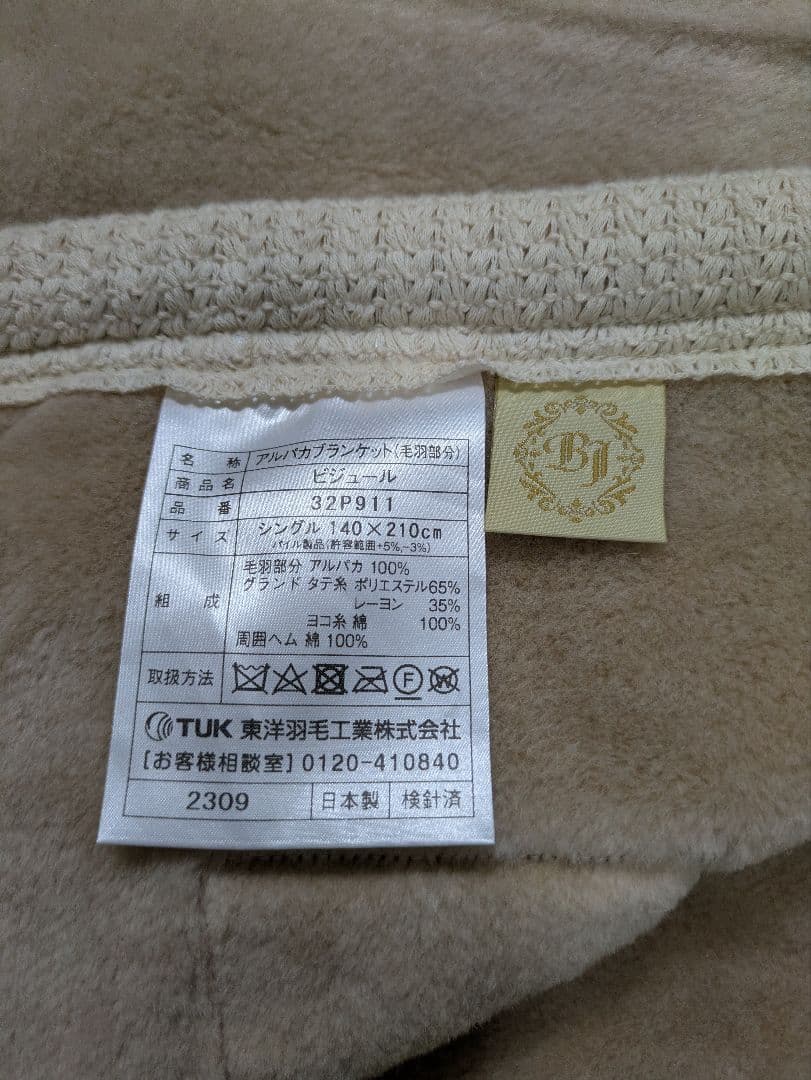 名称 アルパカブランケット(毛羽部分)
商品名 ビジュール
品番 32P911
サイズ シングル 140×210cm
パイル製品(許容範囲+5%,-3%)
組成 毛羽部分 アルパカ 100%
グランド タテ糸 ポリエステル65%
レーヨン 35%
ヨコ糸 綿 100%
周囲ヘム 綿 100%
取扱方法 F W
TUK 東洋羽毛工業株式会社
[お客様相談室]0120-410840
2309 日本製 検針済
BJ